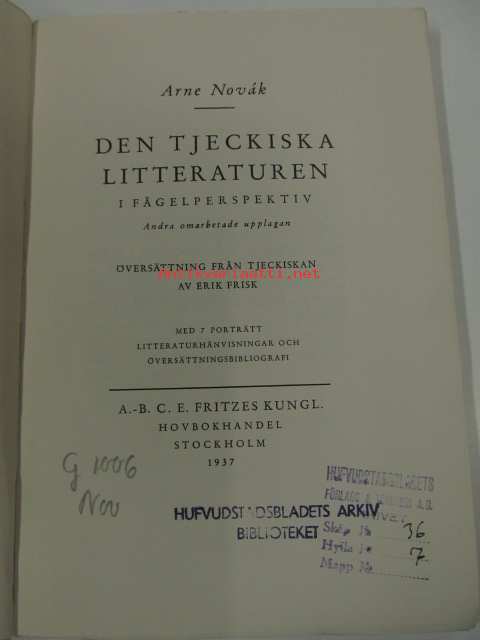 Arne Novák
DEN TJECKISKA
LITTERATUREN
I FÅGELPERSPEKTIV
Andra omarbetade upplagan
ÖVERSÄTTNING FRÅN TJECKISKAN
AV ERIK FRISK
MED 7 PORTRÄTT
LITTERATURHÄNVISNINGAR OCH
ÖVERSÄTTNINGSBIBLIOGRAFI
A.-B. C. E. FRITZES KUNGL.
HOVBOKHANDEL
STOCKHOLM
1937
G 1006
Nov
HUFVUDSTADSBLADETS
FÖRLAGS
HUFVUDSTADSBLADETS ARKIV
BIBLIOTEKET
Skåp № 36
Hylla № 7
Mapp №